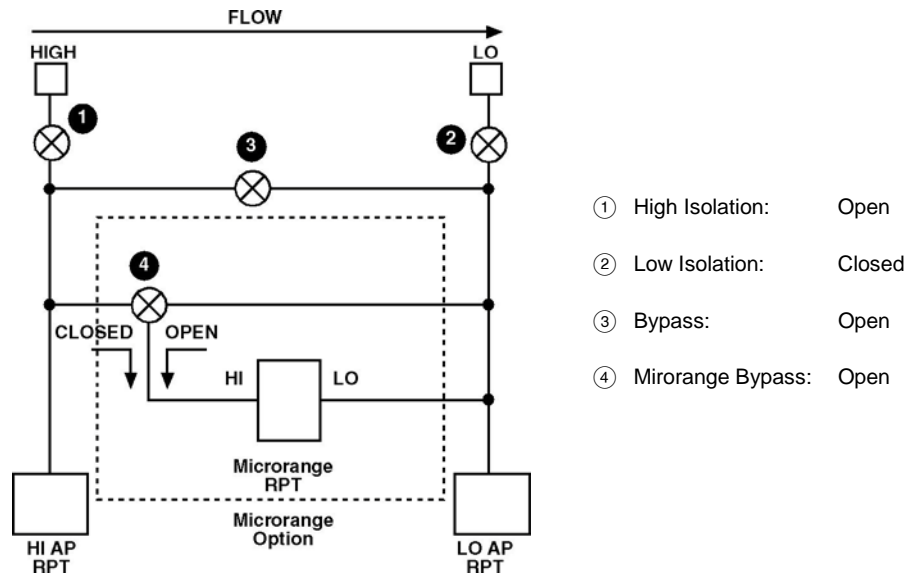 FLOW
HIGH
LO
1
2
3
4
CLOSED OPEN
HI LO
Microrange
RPT
Microrange
Option
HI AP
RPT
LO AP
RPT
1 High Isolation: Open
2 Low Isolation: Closed
3 Bypass: Open
4 Mirorange Bypass: Open